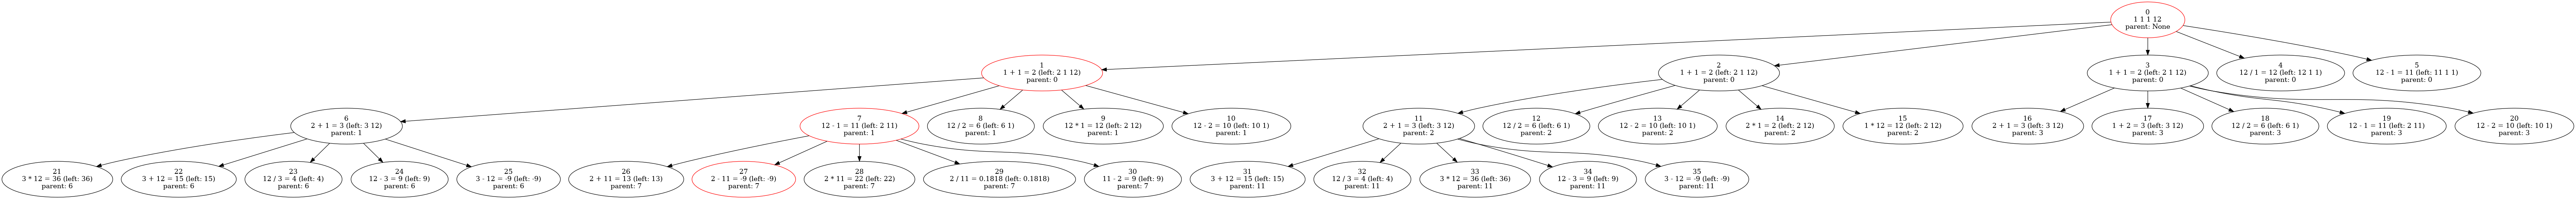 0
1 1 1 12
parent: None
1
1 + 1 = 2 (left: 2 1 12)
parent: 0
2
1 + 1 = 2 (left: 2 1 12)
parent: 0
3
1 + 1 = 2 (left: 2 1 12)
parent: 0
4
12 / 1 = 12 (left: 12 1 1)
parent: 0
5
12 - 1 = 11 (left: 11 1 1)
parent: 0
6
2 + 1 = 3 (left: 3 12)
parent: 1
7
12 - 1 = 11 (left: 2 11)
parent: 1
8
12 / 2 = 6 (left: 6 1)
parent: 1
9
12 * 1 = 12 (left: 2 12)
parent: 1
10
12 - 2 = 10 (left: 10 1)
parent: 1
11
2 + 1 = 3 (left: 3 12)
parent: 2
12
12 / 2 = 6 (left: 6 1)
parent: 2
13
12 - 2 = 10 (left: 10 1)
parent: 2
14
2 * 1 = 2 (left: 2 12)
parent: 2
15
1 * 12 = 12 (left: 2 12)
parent: 2
16
2 + 1 = 3 (left: 3 12)
parent: 3
17
1 + 2 = 3 (left: 3 12)
parent: 3
18
12 / 2 = 6 (left: 6 1)
parent: 3
19
12 - 1 = 11 (left: 2 11)
parent: 3
20
12 - 2 = 10 (left: 10 1)
parent: 3
21
3 * 12 = 36 (left: 36)
parent: 6
22
3 + 12 = 15 (left: 15)
parent: 6
23
12 / 3 = 4 (left: 4)
parent: 6
24
12 - 3 = 9 (left: 9)
parent: 6
25
3 - 12 = -9 (left: -9)
parent: 6
26
2 + 11 = 13 (left: 13)
parent: 7
27
2 - 11 = -9 (left: -9)
parent: 7
28
2 * 11 = 22 (left: 22)
parent: 7
29
2 / 11 = 0.1818 (left: 0.1818)
parent: 7
30
11 - 2 = 9 (left: 9)
parent: 7
31
3 + 12 = 15 (left: 15)
parent: 11
32
12 / 3 = 4 (left: 4)
parent: 11
33
3 * 12 = 36 (left: 36)
parent: 11
34
12 - 3 = 9 (left: 9)
parent: 11
35
3 - 12 = -9 (left: -9)
parent: 11